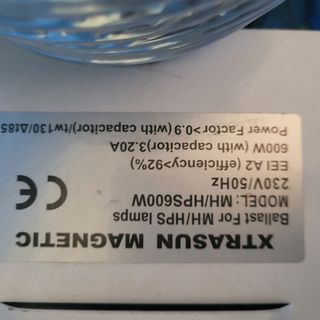 XTRASUN MAGNETIC
Ballast For MH/HPS lamps
MODEL: MH/HPS600W
230V/50Hz
EEI A2 (efficiency>92%)
600W (with capacitor)3.20A
Power Factor>0.9 (with capacitor)/tw130/Δt85
CE